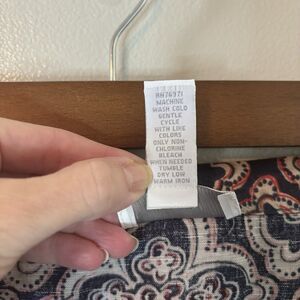 RN76971
MACHINE
WASH COLD
GENTLE
CYCLE
WITH LIKE
COLORS
ONLY NON-
CHLORINE
BLEACH
WHEN NEEDED
TUMBLE
DRY LOW
WARM IRON